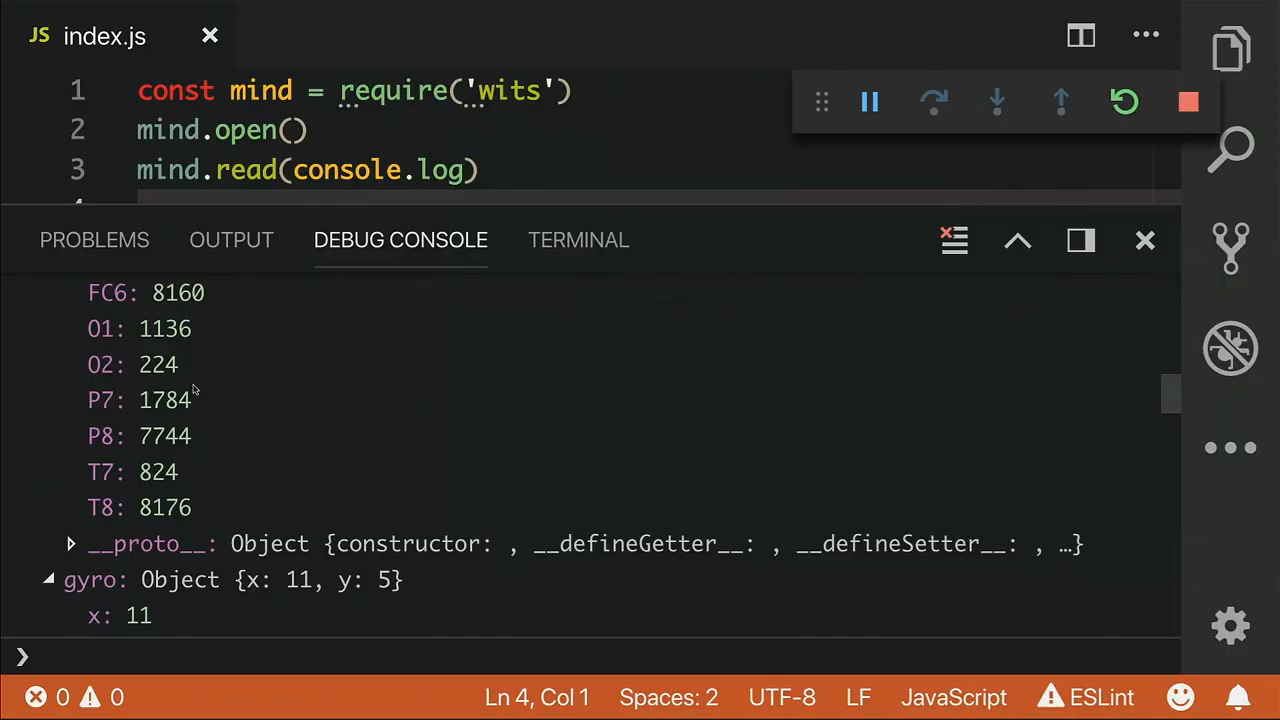 JS index.js
1 const mind = require('wits')
2 mind.open()
3 mind.read(console.log)
PROBLEMS OUTPUT DEBUG CONSOLE TERMINAL
FC6: 8160
O1: 1136
O2: 224
P7: 1784
P8: 7744
T7: 824
T8: 8176
__proto__: Object {constructor: , __defineGetter__: , __defineSetter__: , …}
gyro: Object {x: 11, y: 5}
x: 11
❯
0 0 Ln 4, Col 1 Spaces: 2 UTF-8 LF JavaScript ESLint